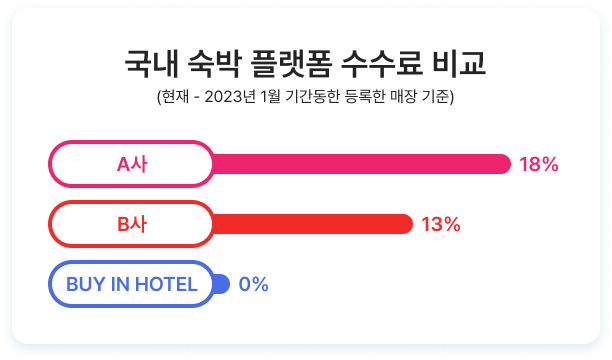 국내 숙박 플랫폼 수수료 비교
(현재 - 2023년 1월 기간동한 등록한 매장 기준)
A사 18%
B사 13%
BUY IN HOTEL 0%